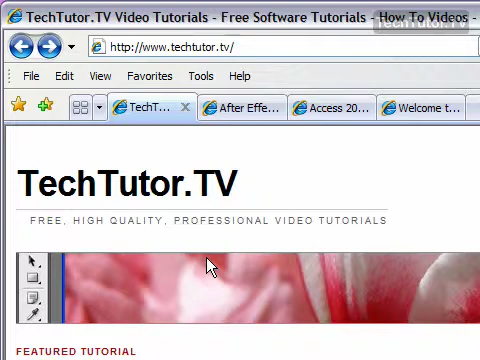 TechTutor.TV Video Tutorials - Free Software Tutorials - How To Videos -
TechTutor.TV
http://www.techtutor.tv/
File Edit View Favorites Tools Help
TechT... After Effe... Access 20... Welcome t...
TechTutor.TV
FREE, HIGH QUALITY, PROFESSIONAL VIDEO TUTORIALS
FEATURED TUTORIAL